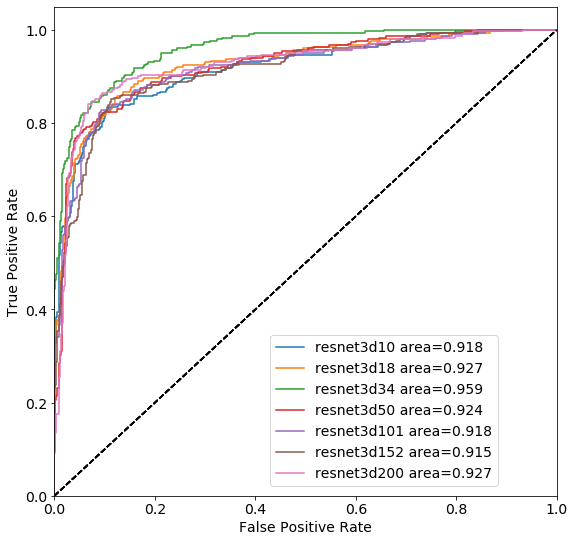 1.0
0.8
0.6
0.4
0.2
0.0
True Positive Rate
resnet3d10 area=0.918
resnet3d18 area=0.927
resnet3d34 area=0.959
resnet3d50 area=0.924
resnet3d101 area=0.918
resnet3d152 area=0.915
resnet3d200 area=0.927
0.0 0.2 0.4 0.6 0.8 1.0
False Positive Rate